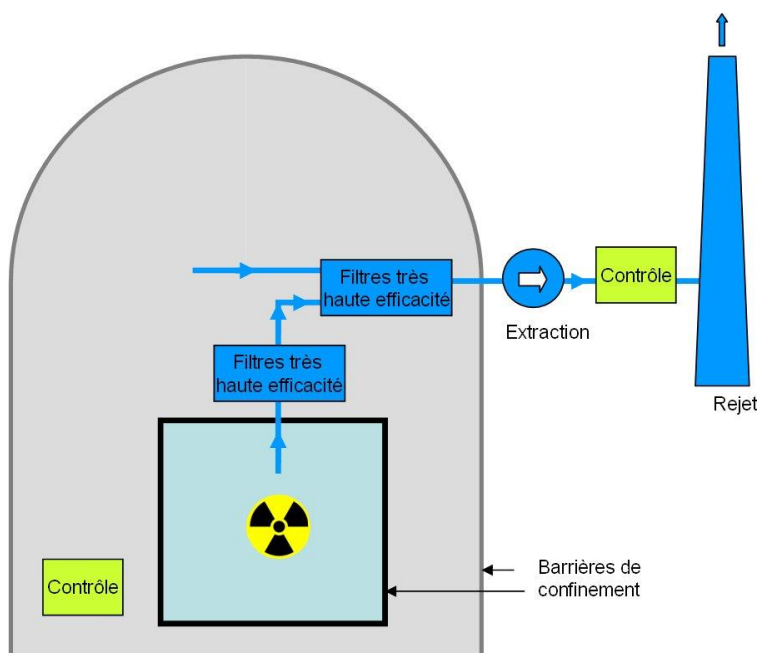 Filtres très
haute efficacité
Contrôle
Extraction
Filtres très
haute efficacité
Rejet
Contrôle
Barrières de
confinement